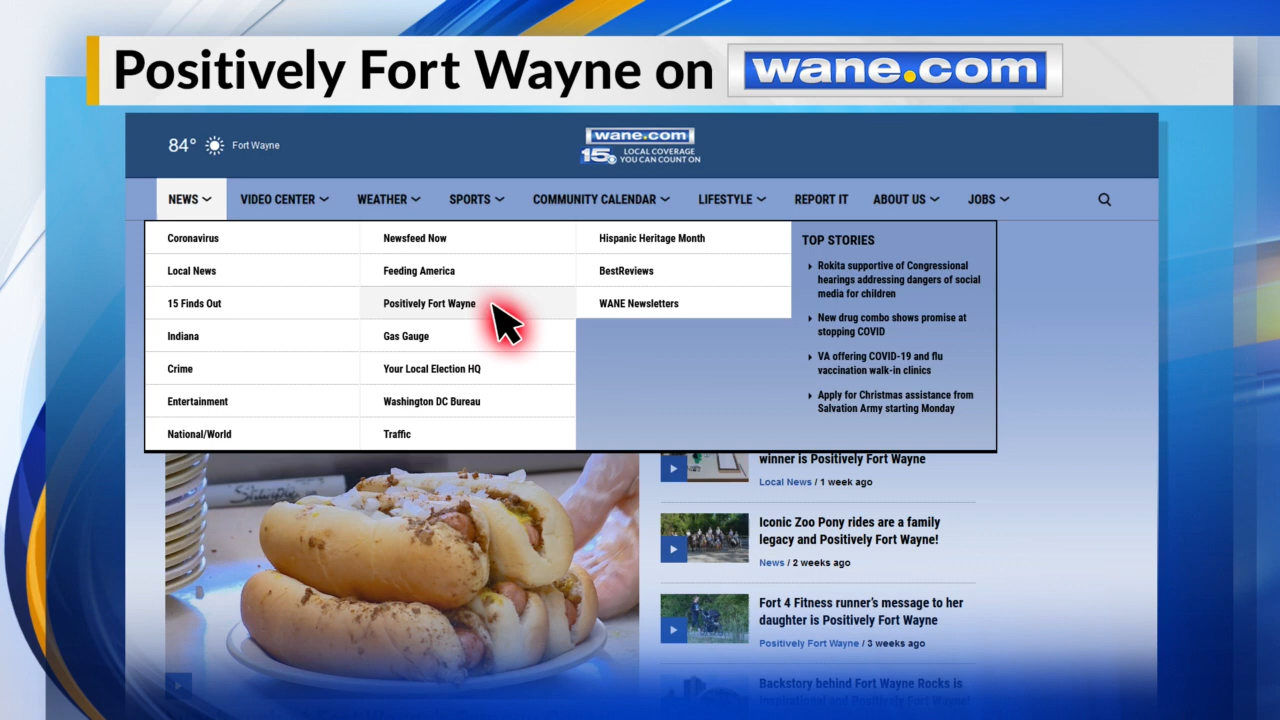 Positively Fort Wayne on wane.com
84° Fort Wayne
wane.com
15 LOCAL COVERAGE
YOU CAN COUNT ON
NEWS VIDEO CENTER WEATHER SPORTS COMMUNITY CALENDAR LIFESTYLE REPORT IT ABOUT US JOBS
Coronavirus
Local News
15 Finds Out
Indiana
Crime
Entertainment
National/World
Newsfeed Now
Feeding America
Positively Fort Wayne
Gas Gauge
Your Local Election HQ
Washington DC Bureau
Traffic
Hispanic Heritage Month
BestReviews
WANE Newsletters
TOP STORIES
Rokita supportive of Congressional
hearings addressing dangers of social
media for children
New drug combo shows promise at
stopping COVID
VA offering COVID-19 and flu
vaccination walk-in clinics
Apply for Christmas assistance from
Salvation Army starting Monday
winner is Positively Fort Wayne
Local News / 1 week ago
Iconic Zoo Pony rides are a family
legacy and Positively Fort Wayne!
News / 2 weeks ago
Fort 4 Fitness runner's message to her
daughter is Positively Fort Wayne
Positively Fort Wayne / 3 weeks ago
Backstory behind Fort Wayne Rocks is
inspirational and Positively Fort Wayne!